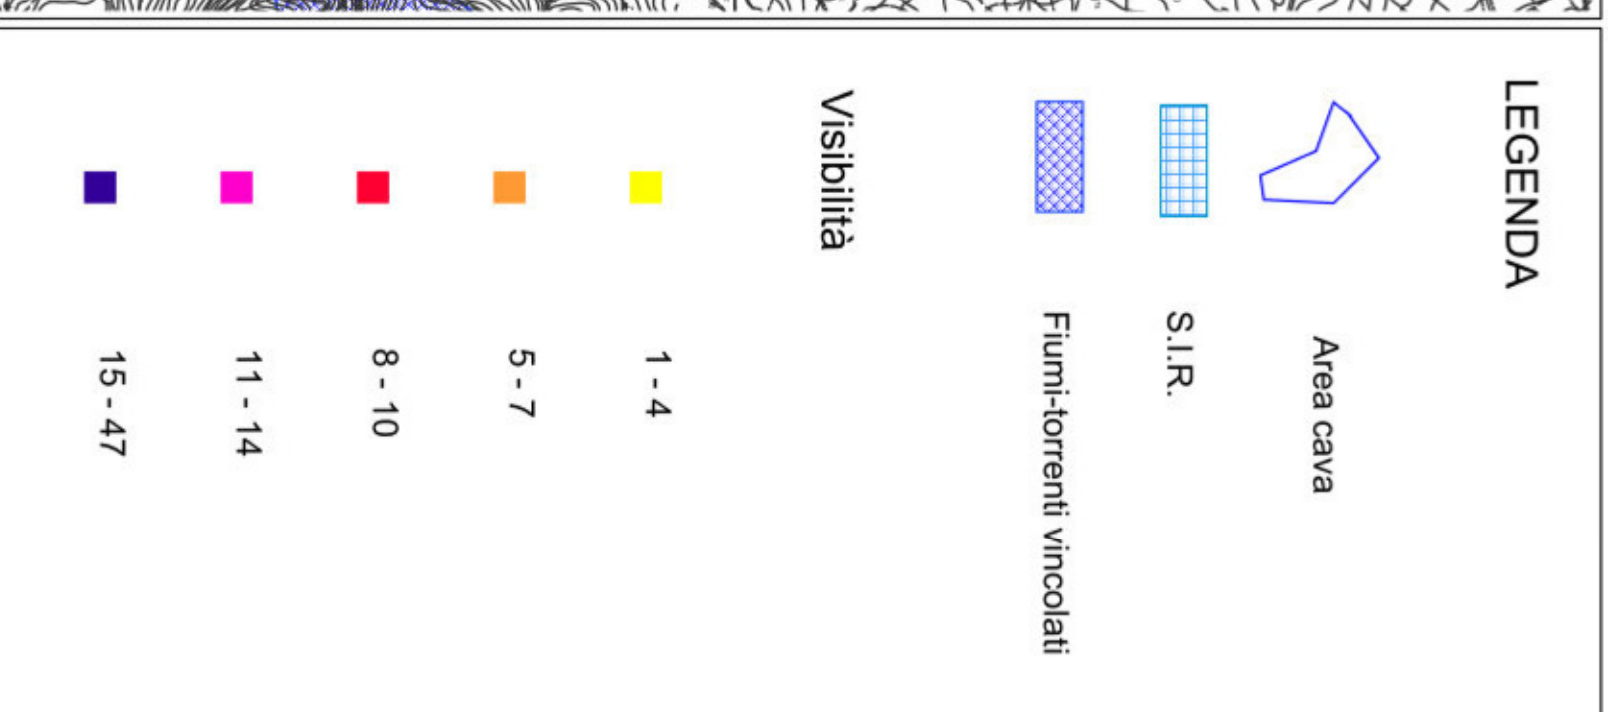 LEGENDA
Area cava
S.I.R.
Fiumi-torrenti vincolati
Visibilità
1 - 4
5 - 7
8 - 10
11 - 14
15 - 47